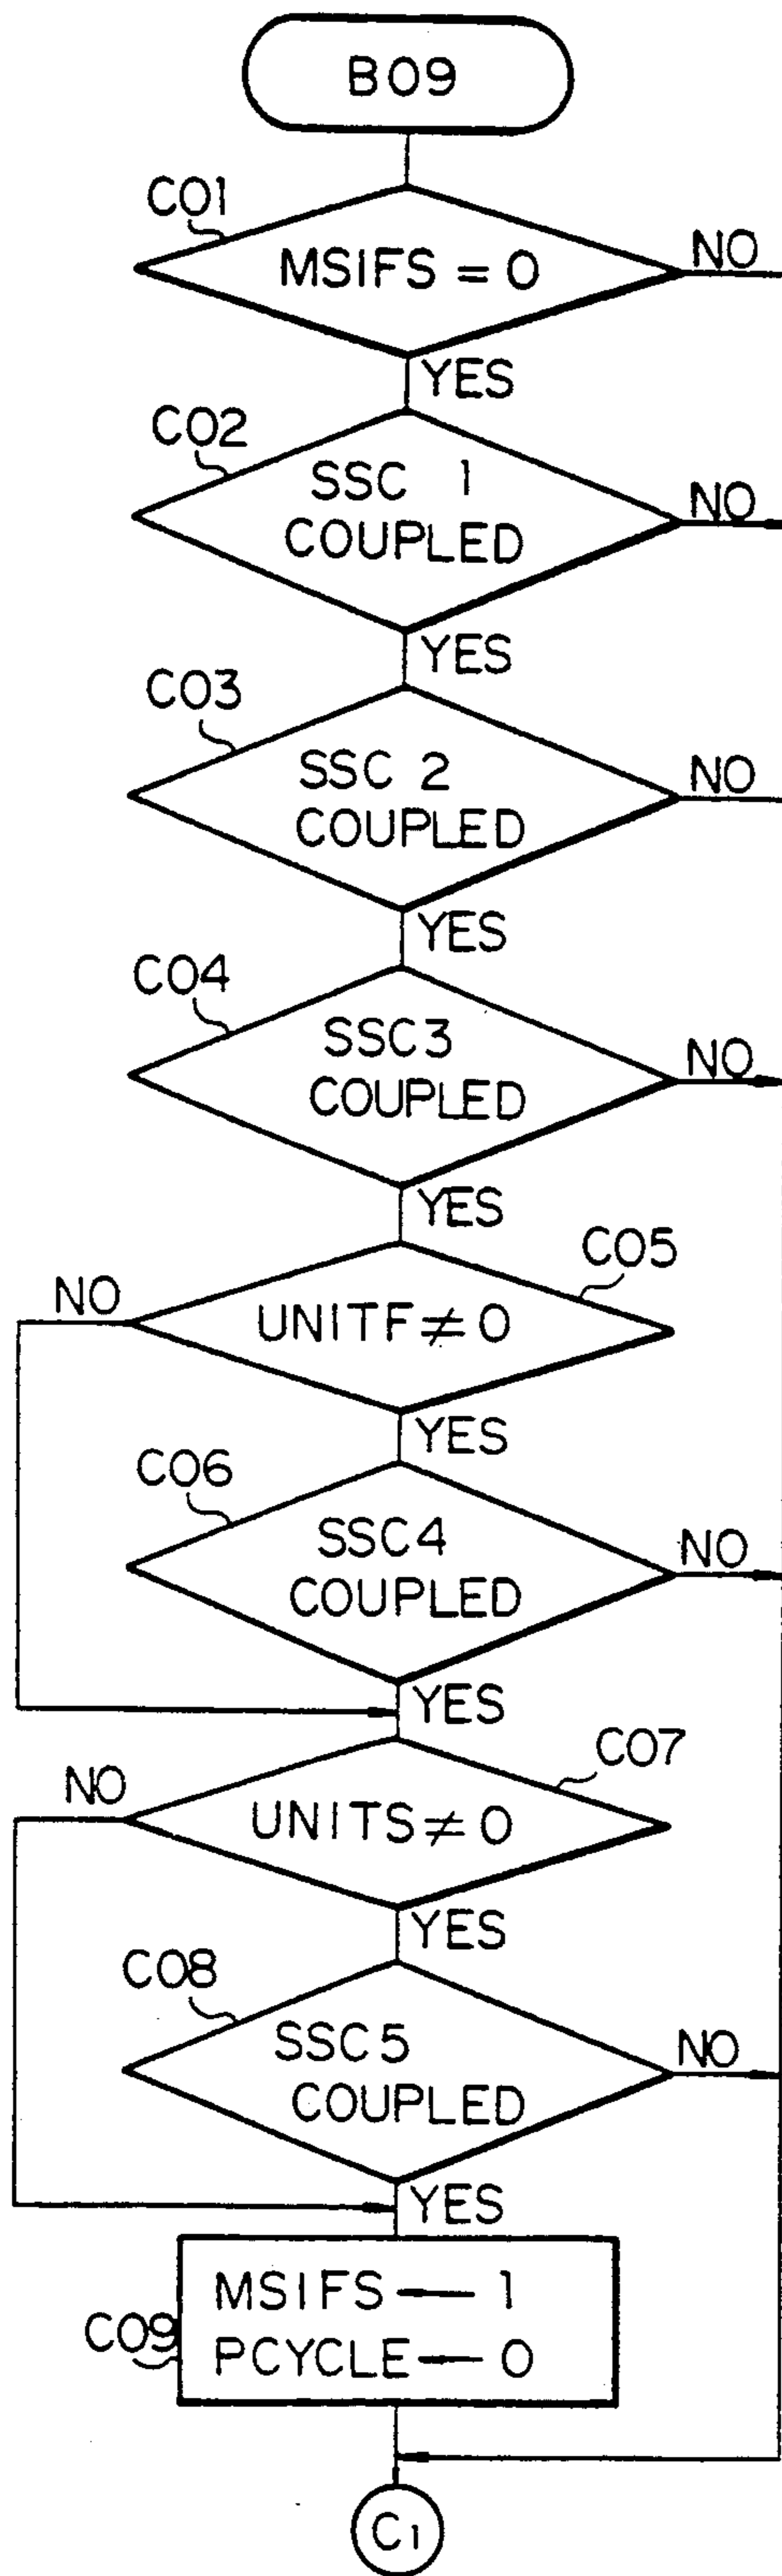 B09
C01
MSIFS = 0
NO
YES
C02
SSC 1
COUPLED
NO
YES
C03
SSC 2
COUPLED
NO
YES
C04
SSC3
COUPLED
NO
YES
C05
NO
UNITF ≠ 0
YES
C06
SSC4
COUPLED
NO
YES
C07
NO
UNITS ≠ 0
YES
C08
SSC5
COUPLED
NO
YES
MSIFS ← 1
C09
PCYCLE ← 0
C1